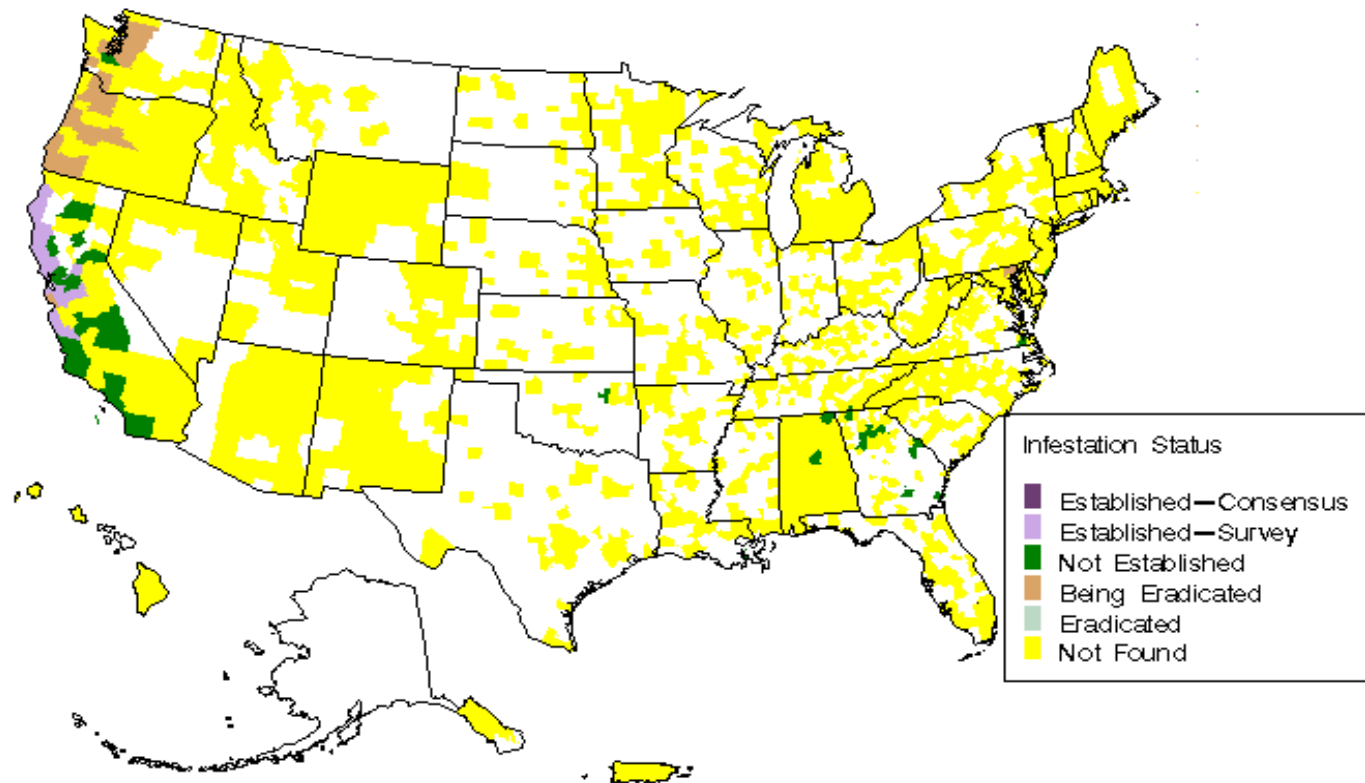 Infestation Status
Established—Consensus
Established—Survey
Not Established
Being Eradicated
Eradicated
Not Found